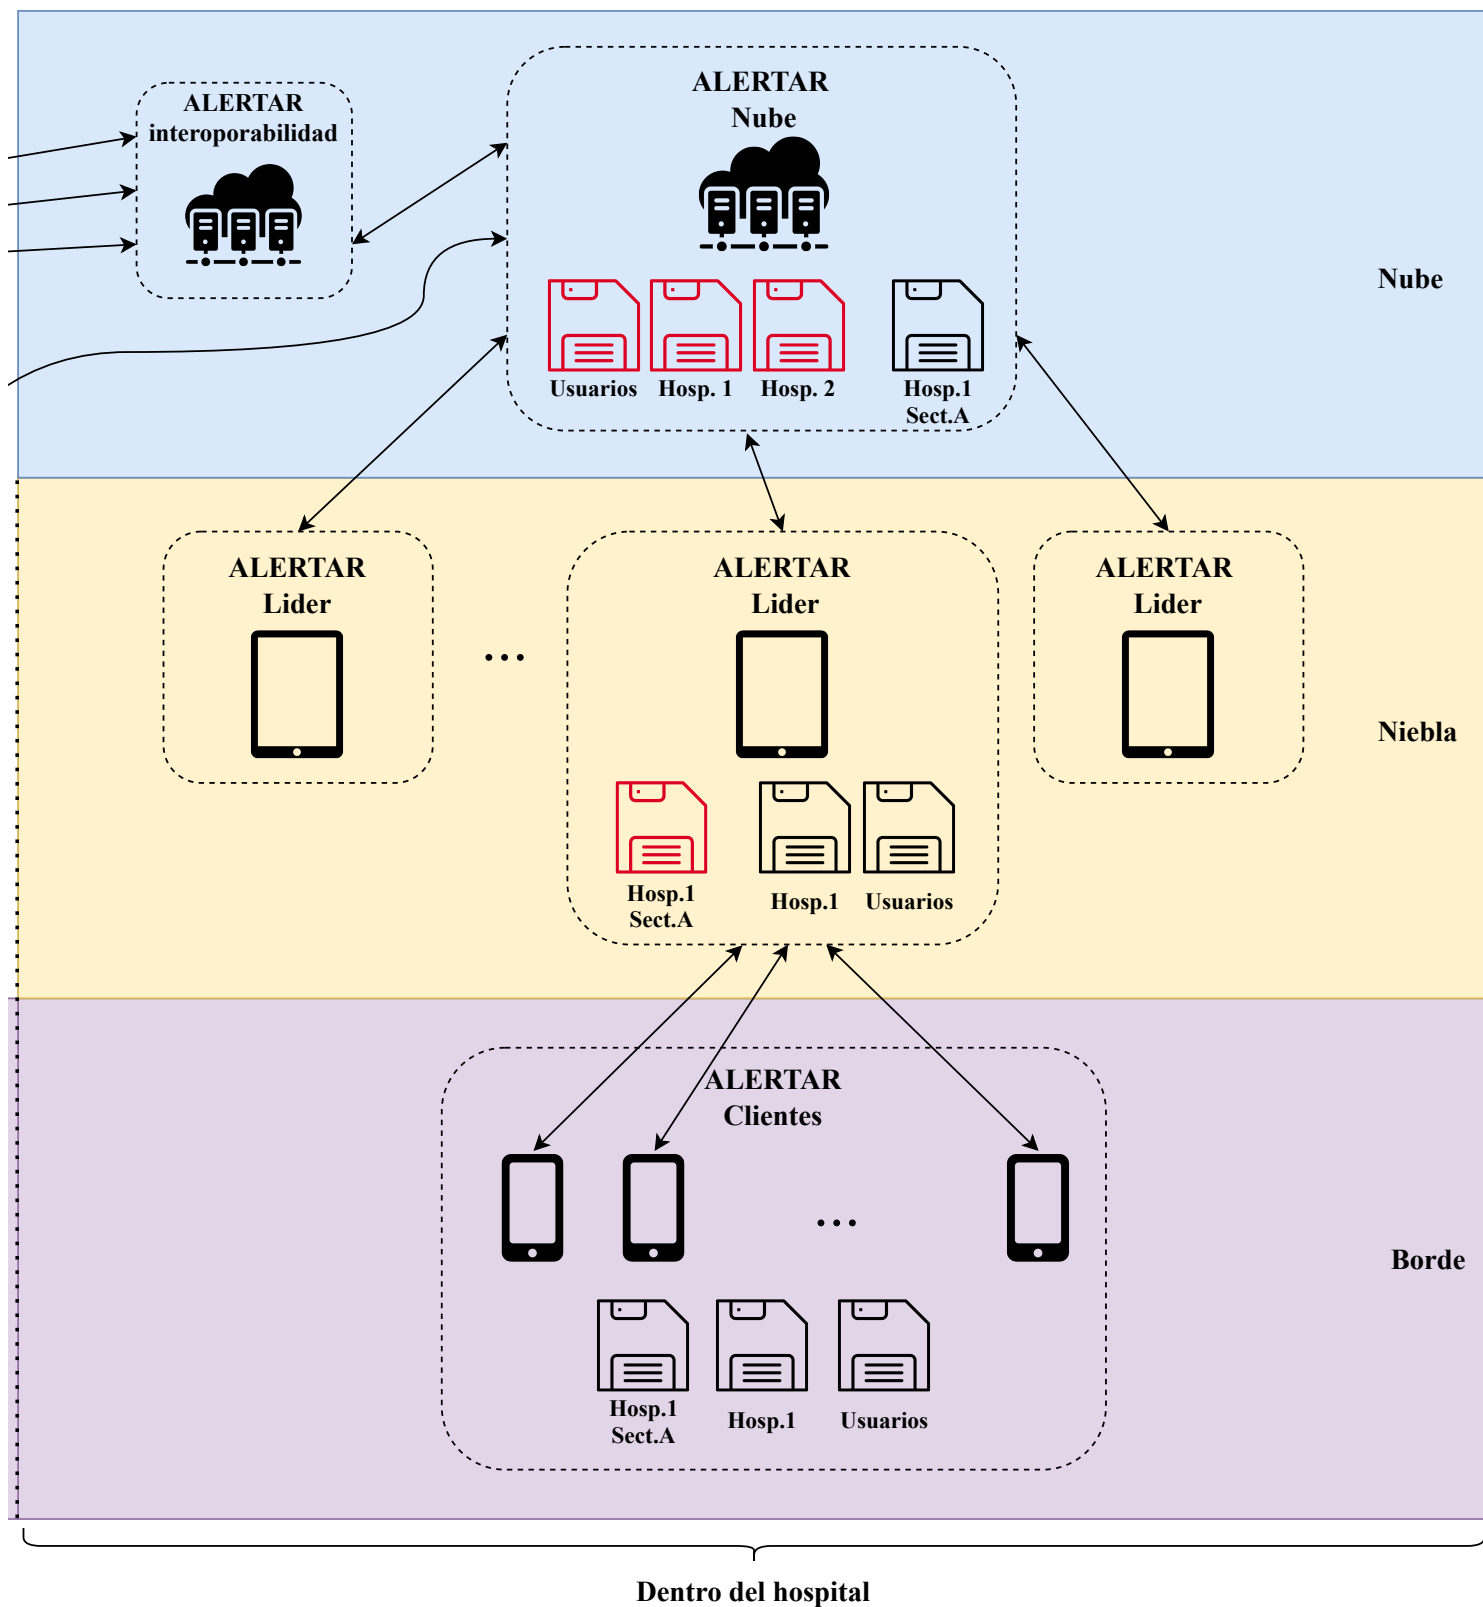 ALERTAR
interoporabilidad
ALERTAR
Nube
Usuarios
Hosp. 1
Hosp. 2
Hosp.1
Sect.A
Nube
ALERTAR
Lider
...
ALERTAR
Lider
ALERTAR
Lider
Niebla
Hosp.1
Sect.A
Hosp.1
Usuarios
ALERTAR
Clientes
...
Borde
Hosp.1
Sect.A
Hosp.1
Usuarios
Dentro del hospital